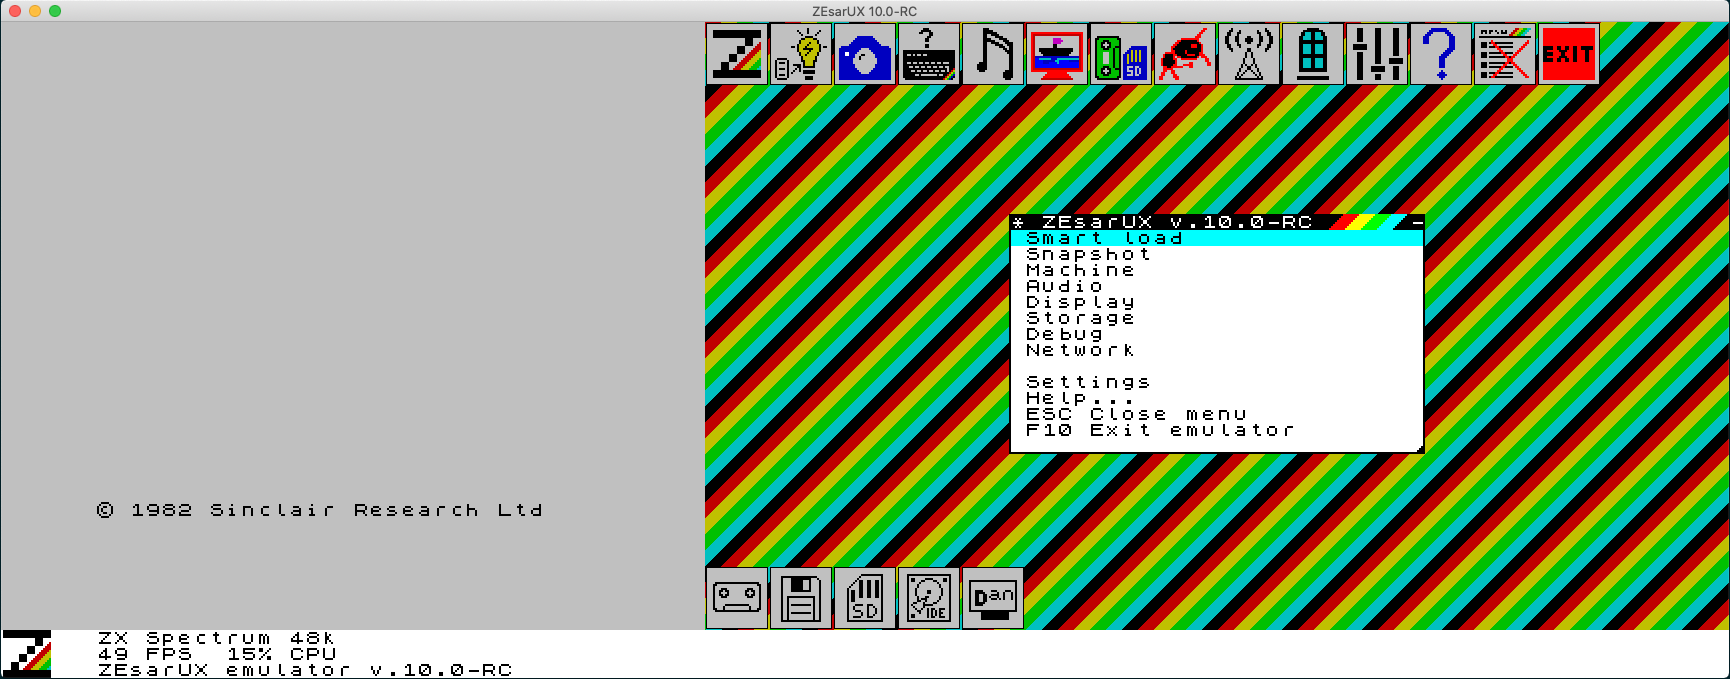 ZEsarUX 10.0-RC
?
SD
?
NEW
EXIT
* ZEsarUX v.10.0-RC -
Smart load
Snapshot
Machine
Audio
Display
Storage
Debug
Network
Settings
Help...
ESC Close menu
F10 Exit emulator
© 1982 Sinclair Research Ltd
SD
IDE
Dan
ZX Spectrum 48k
49 FPS 15% CPU
ZEsarUX emulator v.10.0-RC